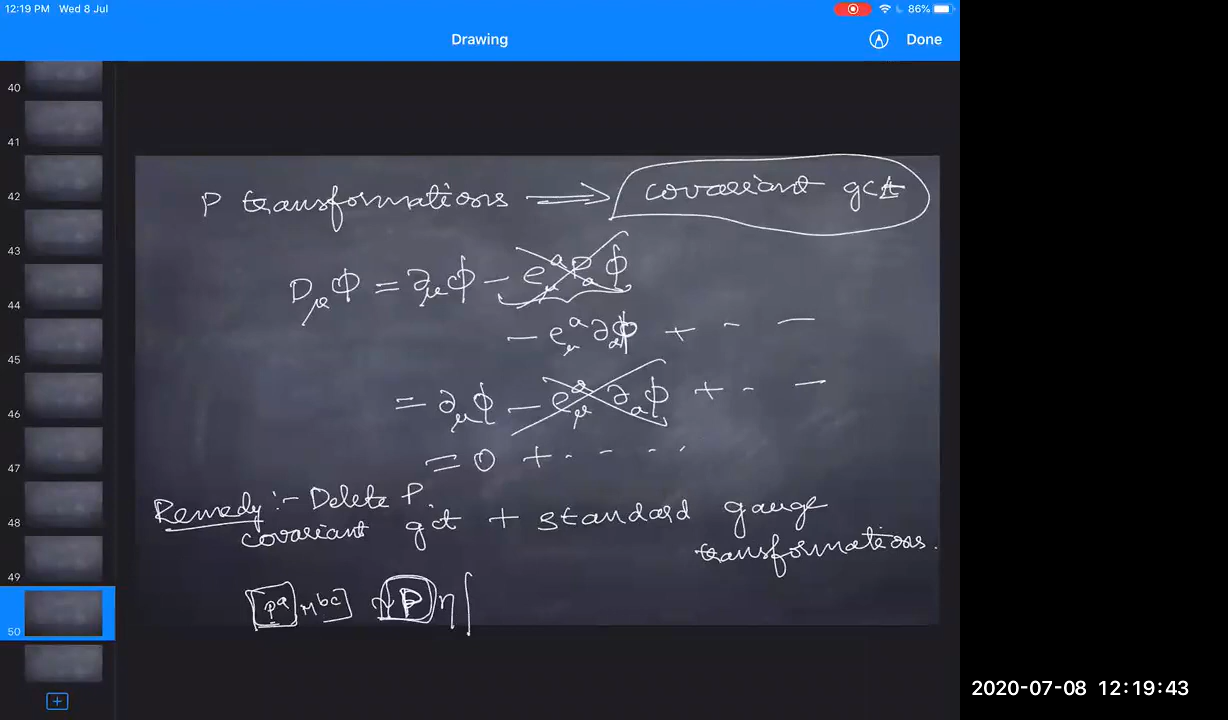 12:19 PM Wed 8 Jul
86%
Drawing
Done
40
41
42
43
44
45
46
47
48
49
50
P transformations ⟹ covariant gct
D_μ ϕ = ∂_μ ϕ − e_μ^a P_a ϕ
− e_μ^a ∂_a ϕ + - -
= ∂_μ ϕ − e_μ^a ∂_a ϕ + - -
= 0 + - - - -
Remedy :- Delete P.
covariant gct + standard gauge
transformations.
[P^a, M^bc] ~ P η
2020-07-08 12:19:43